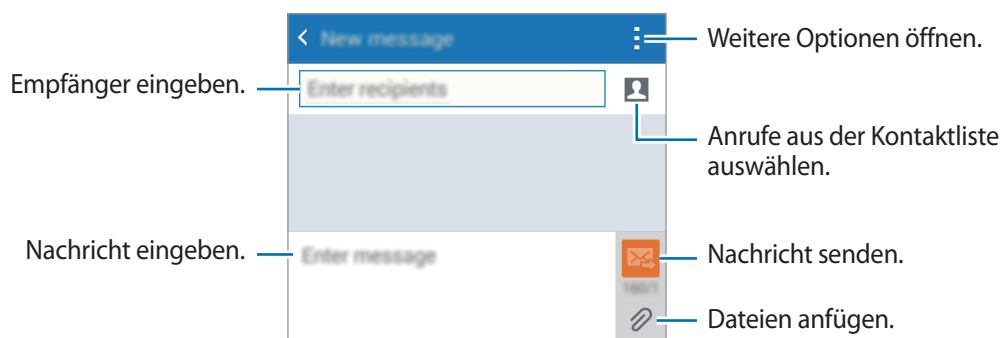 New message
Weitere Optionen öffnen.
Empfänger eingeben.
Enter recipients
Anrufe aus der Kontaktliste
auswählen.
Nachricht eingeben.
Enter message
Nachricht senden.
160/1
Dateien anfügen.